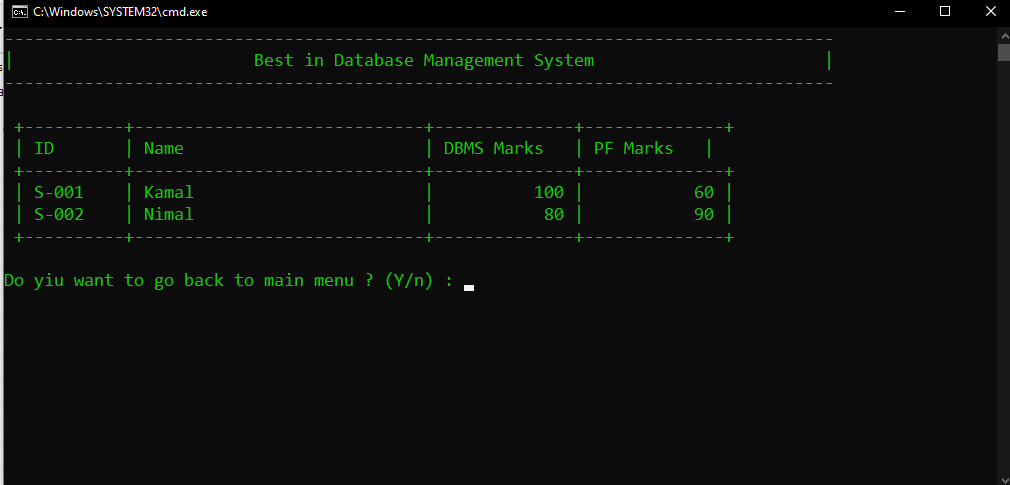 C:\Windows\SYSTEM32\cmd.exe
---------------------------------------------------------------------------------
|                        Best in Database Management System                       |
---------------------------------------------------------------------------------
+----------+-----------------------------+--------------+--------------+
| ID       | Name                        | DBMS Marks   | PF Marks   |
+----------+-----------------------------+--------------+--------------+
| S-001    | Kamal                       |          100 |           60 |
| S-002    | Nimal                       |           80 |           90 |
+----------+-----------------------------+--------------+--------------+
Do yiu want to go back to main menu ? (Y/n) : _